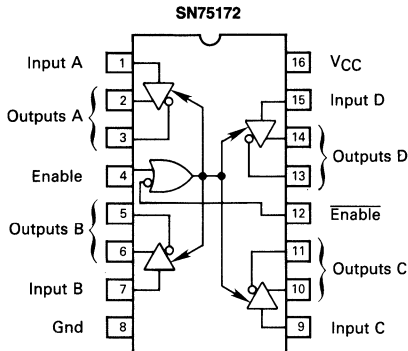 SN75172
Input A 1 16 VCC
2 15 Input D
Outputs A
3 14
Outputs D
Enable 4 13
5 12 Enable
Outputs B
6 11
Outputs C
Input B 7 10
Gnd 8 9 Input C